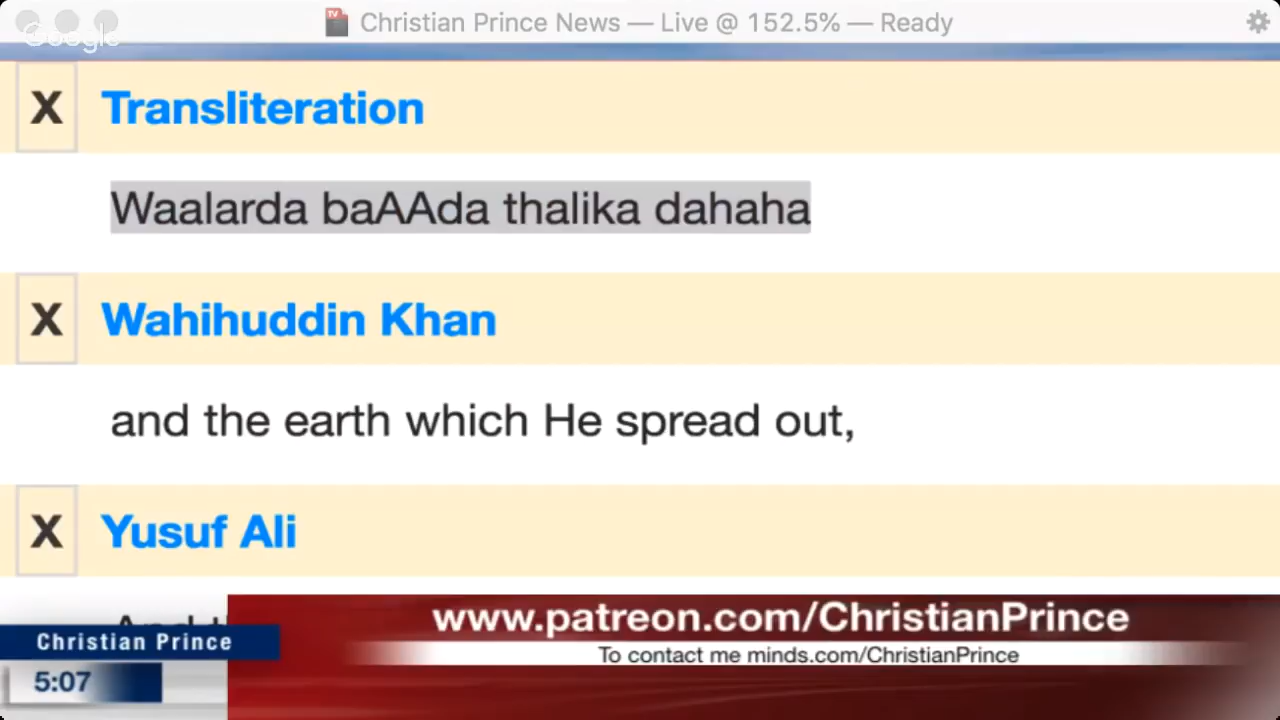 Christian Prince News — Live @ 152.5% — Ready
Google
X Transliteration
Waalarda baAAda thalika dahaha
X Wahihuddin Khan
and the earth which He spread out,
X Yusuf Ali
www.patreon.com/ChristianPrince
To contact me minds.com/ChristianPrince
Christian Prince
5:07